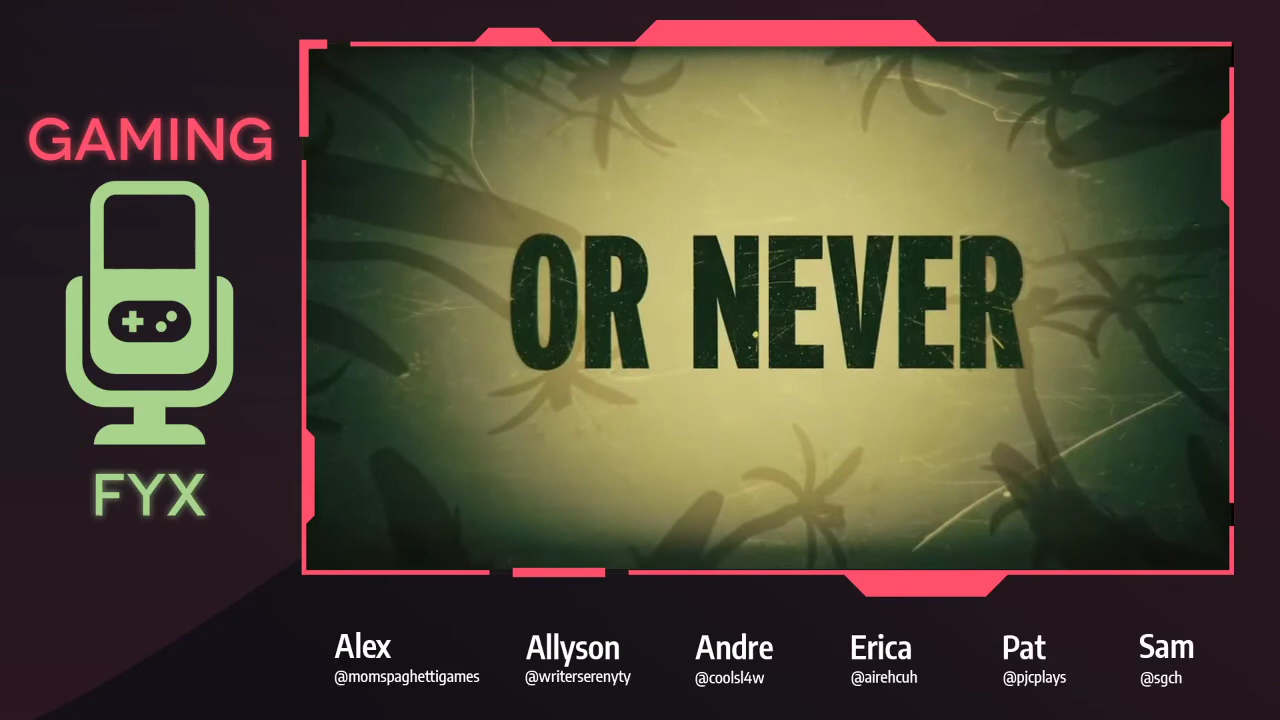 GAMING
FYX
OR NEVER
Alex
@momspaghettigames
Allyson
@writerserenyty
Andre
@coolsl4w
Erica
@airehcuh
Pat
@pjcplays
Sam
@sgch